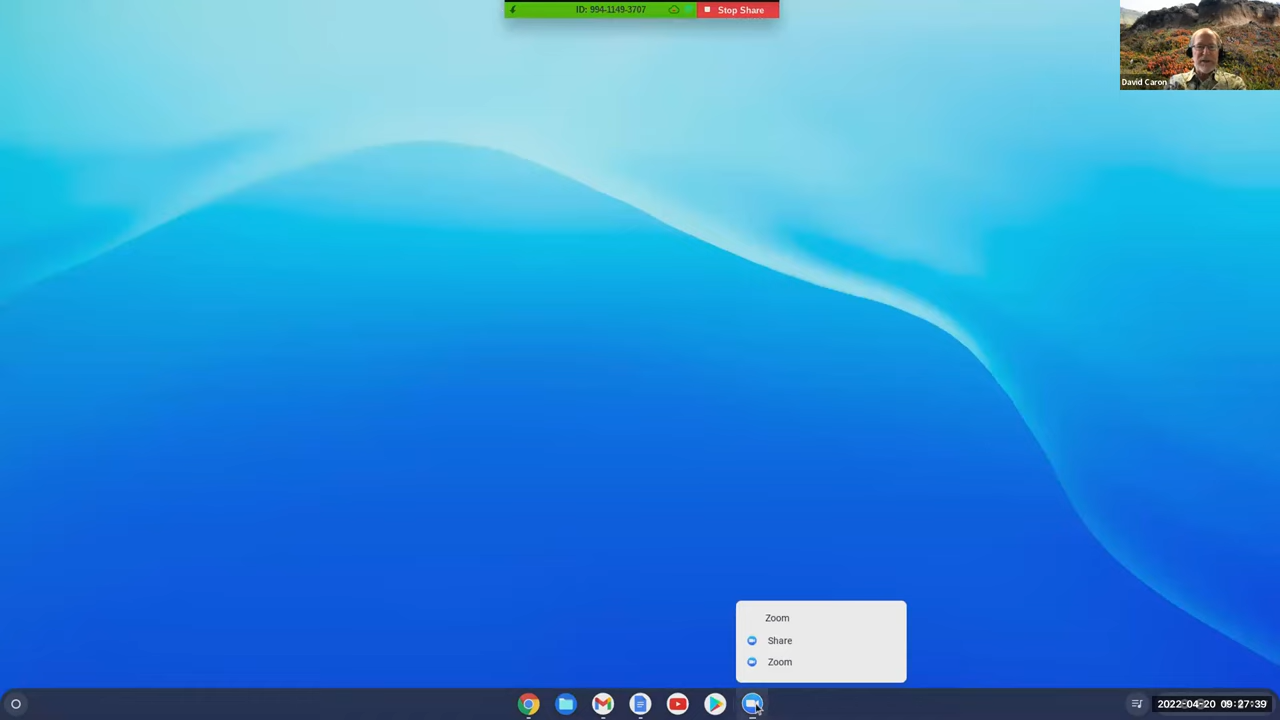 ID: 994-1149-3707
Stop Share
David Caron
Zoom
Share
Zoom
2022-04-20 09:27:39